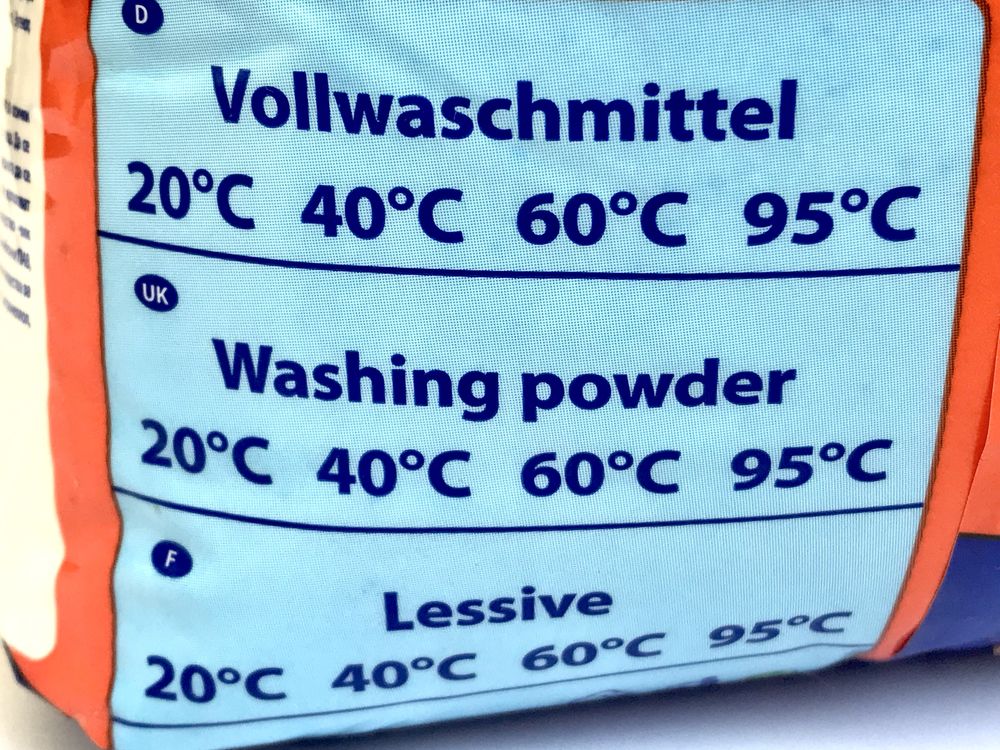 D
Vollwaschmittel
20°C 40°C 60°C 95°C
UK
Washing powder
20°C 40°C 60°C 95°C
F
Lessive
20°C 40°C 60°C 95°C